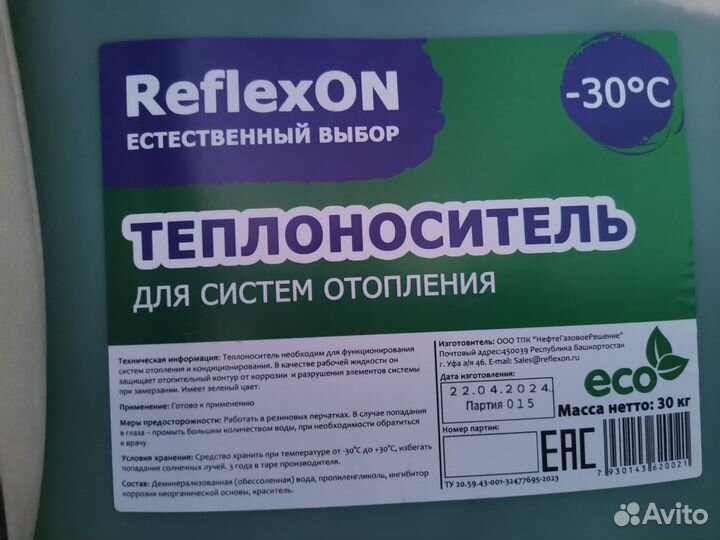 ReflexON
ЕСТЕСТВЕННЫЙ ВЫБОР
-30°C
ТЕПЛОНОСИТЕЛЬ
ДЛЯ СИСТЕМ ОТОПЛЕНИЯ
Техническая информация: Теплоноситель необходим для функционирования
систем отопления и кондиционирования. В качестве рабочей жидкости он
защищает отопительный контур от коррозии и разрушения элементов системы
при замерзании. Имеет зеленый цвет.
Применение: Готово к применению
Меры предосторожности: Работать в резиновых перчатках. В случае попадания
в глаза – промыть большим количеством воды, при необходимости обратиться
к врачу.
Условия хранения: Средство хранить при температуре от -30°C до +30°C, избегать
попадания солнечных лучей. 3 года в таре производителя.
Состав: Деминерализованная (обессоленная) вода, пропиленгликоль, ингибитор
коррозии неорганической основы, краситель.
Изготовитель: ООО ТПК "НефтеГазовоеРешение"
Почтовый адрес:450039 Республика Башкортостан
г. Уфа а/я 46. E-mail: Sales@reflexon.ru
Дата изготовления:
22.04.2024
Партия 015
Номер партии:
ТУ 20.59.43-001-32477695-2023
eco
Масса нетто: 30 кг
EAC
7930143620021
Avito